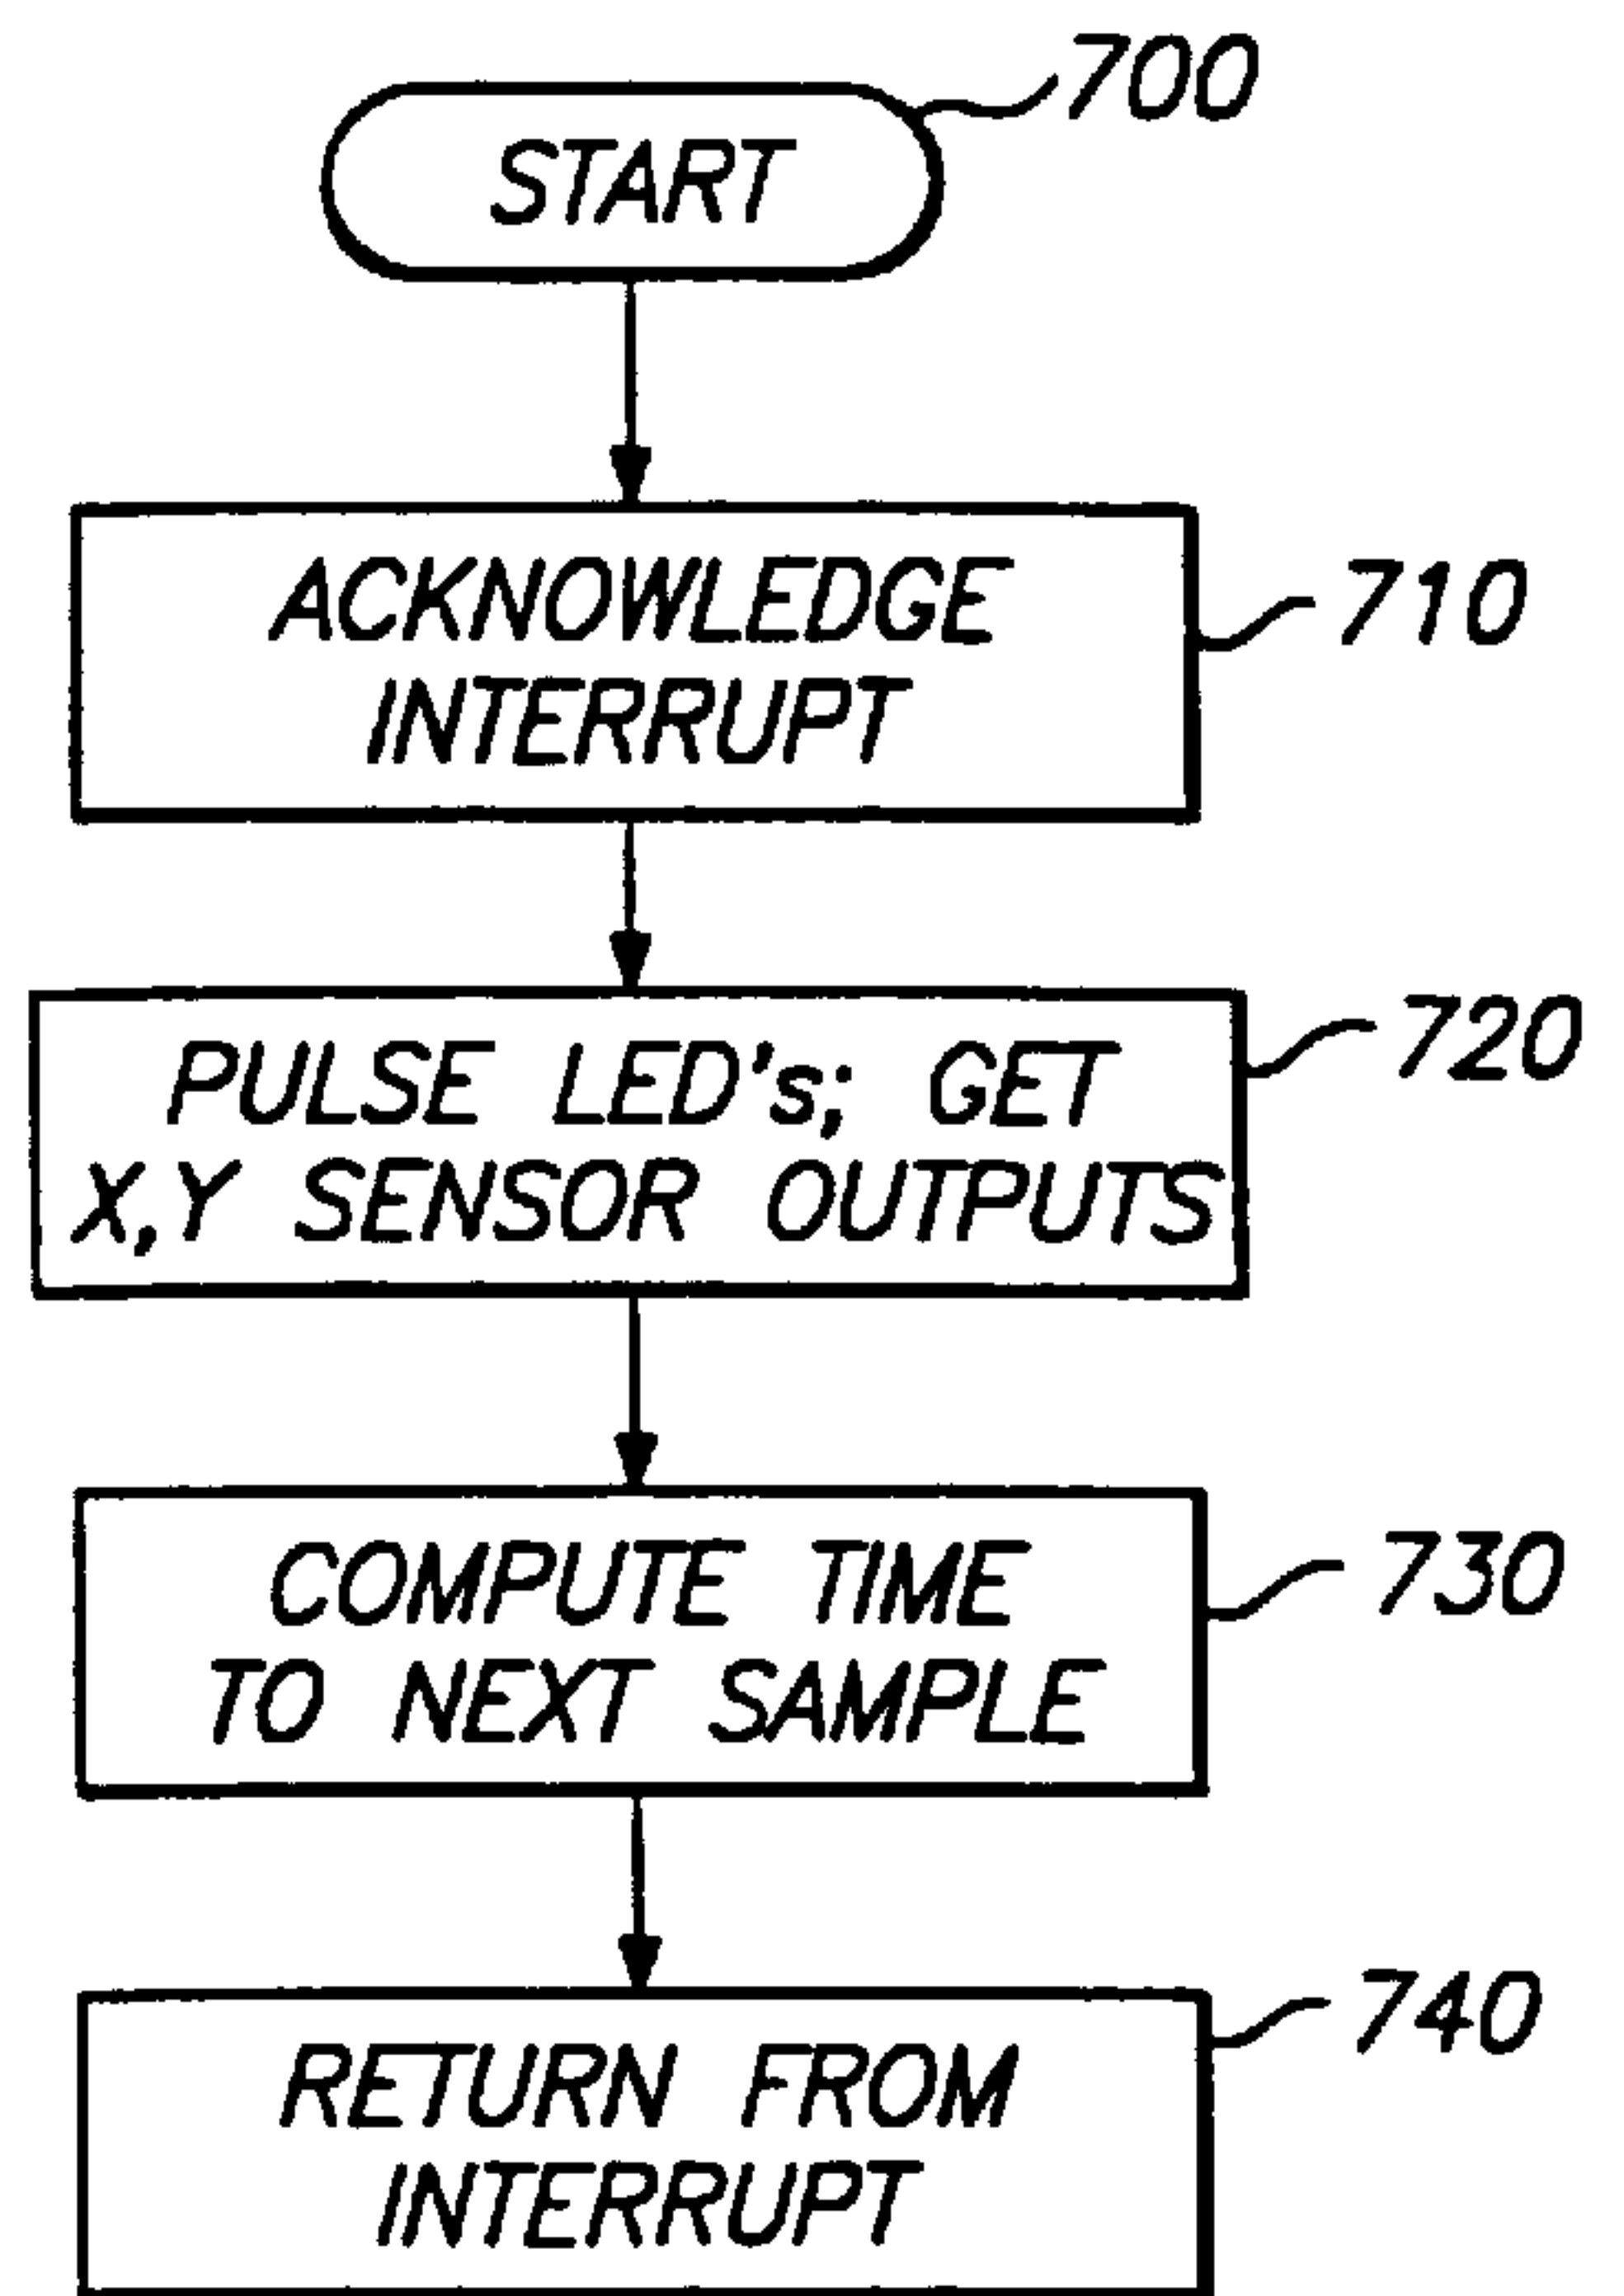 700
START
ACKNOWLEDGE
INTERRUPT
710
PULSE LED's; GET
X,Y SENSOR OUTPUTS
720
COMPUTE TIME
TO NEXT SAMPLE
730
RETURN FROM
INTERRUPT
740